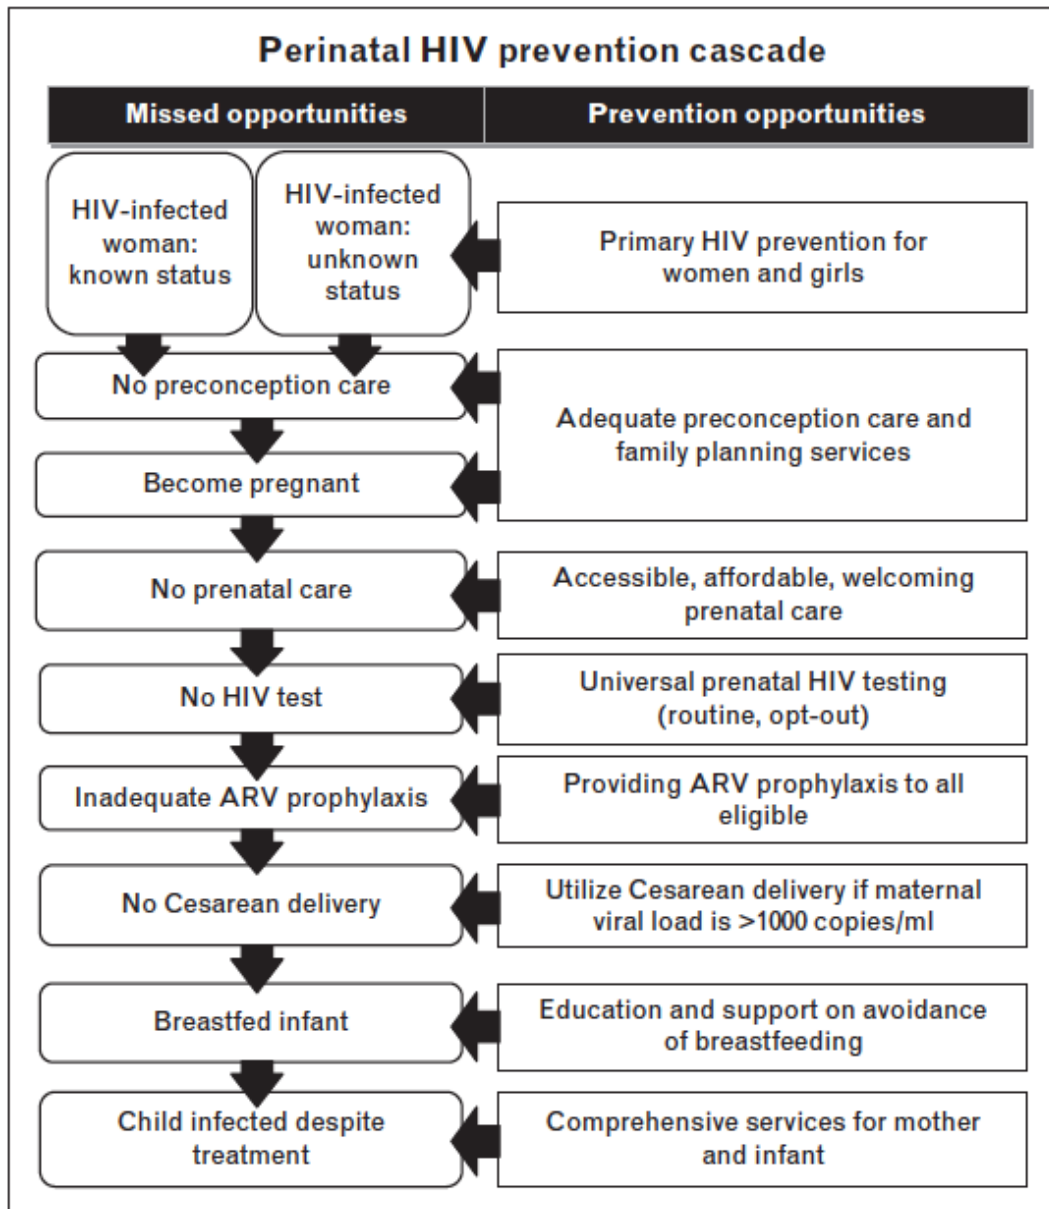 Perinatal HIV prevention cascade
Missed opportunities
Prevention opportunities
HIV-infected
woman:
known status
HIV-infected
woman:
unknown
status
Primary HIV prevention for
women and girls
No preconception care
Adequate preconception care and
family planning services
Become pregnant
No prenatal care
Accessible, affordable, welcoming
prenatal care
No HIV test
Universal prenatal HIV testing
(routine, opt-out)
Inadequate ARV prophylaxis
Providing ARV prophylaxis to all
eligible
No Cesarean delivery
Utilize Cesarean delivery if maternal
viral load is >1000 copies/ml
Breastfed infant
Education and support on avoidance
of breastfeeding
Child infected despite
treatment
Comprehensive services for mother
and infant